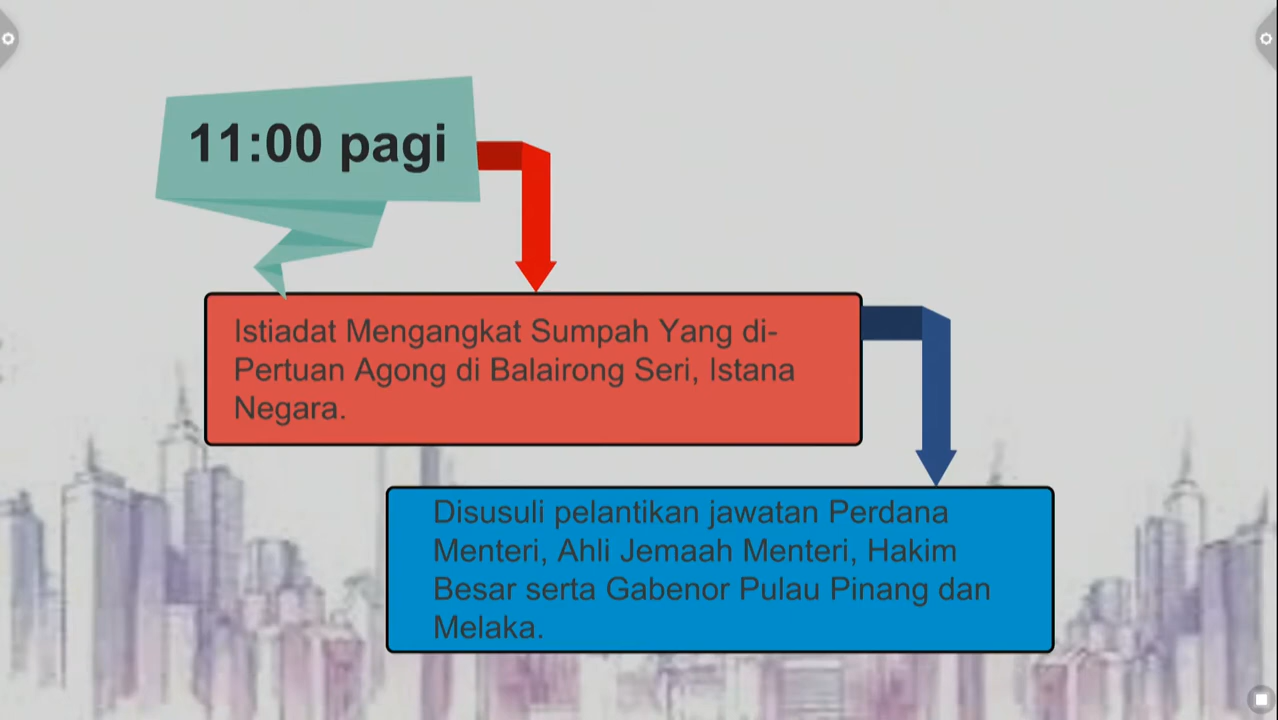 11:00 pagi
Istiadat Mengangkat Sumpah Yang di-
Pertuan Agong di Balairong Seri, Istana
Negara.
Disusuli pelantikan jawatan Perdana
Menteri, Ahli Jemaah Menteri, Hakim
Besar serta Gabenor Pulau Pinang dan
Melaka.